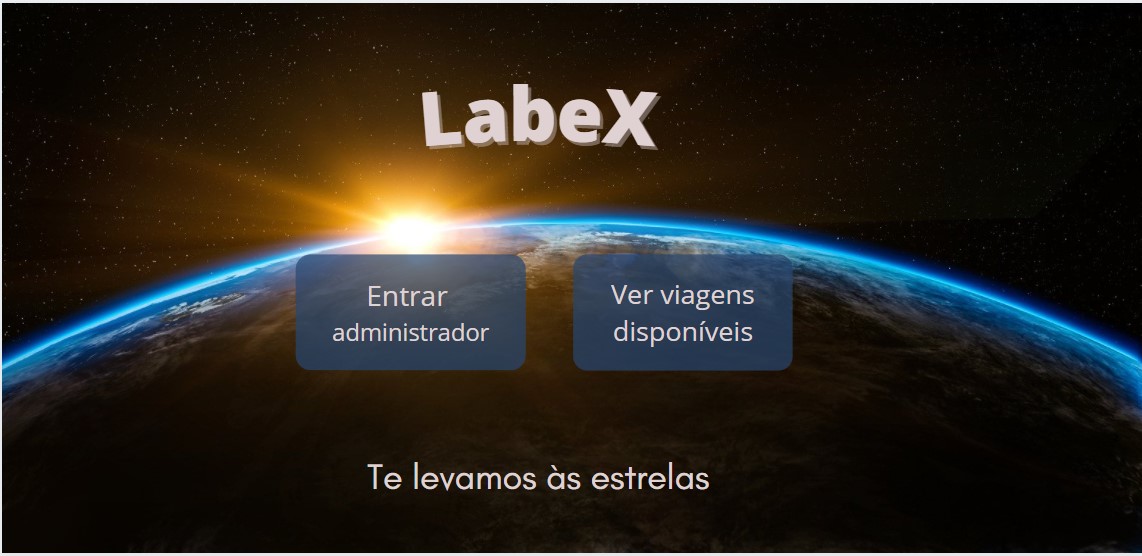 LabeX
Entrar
administrador
Ver viagens
disponíveis
Te levamos às estrelas